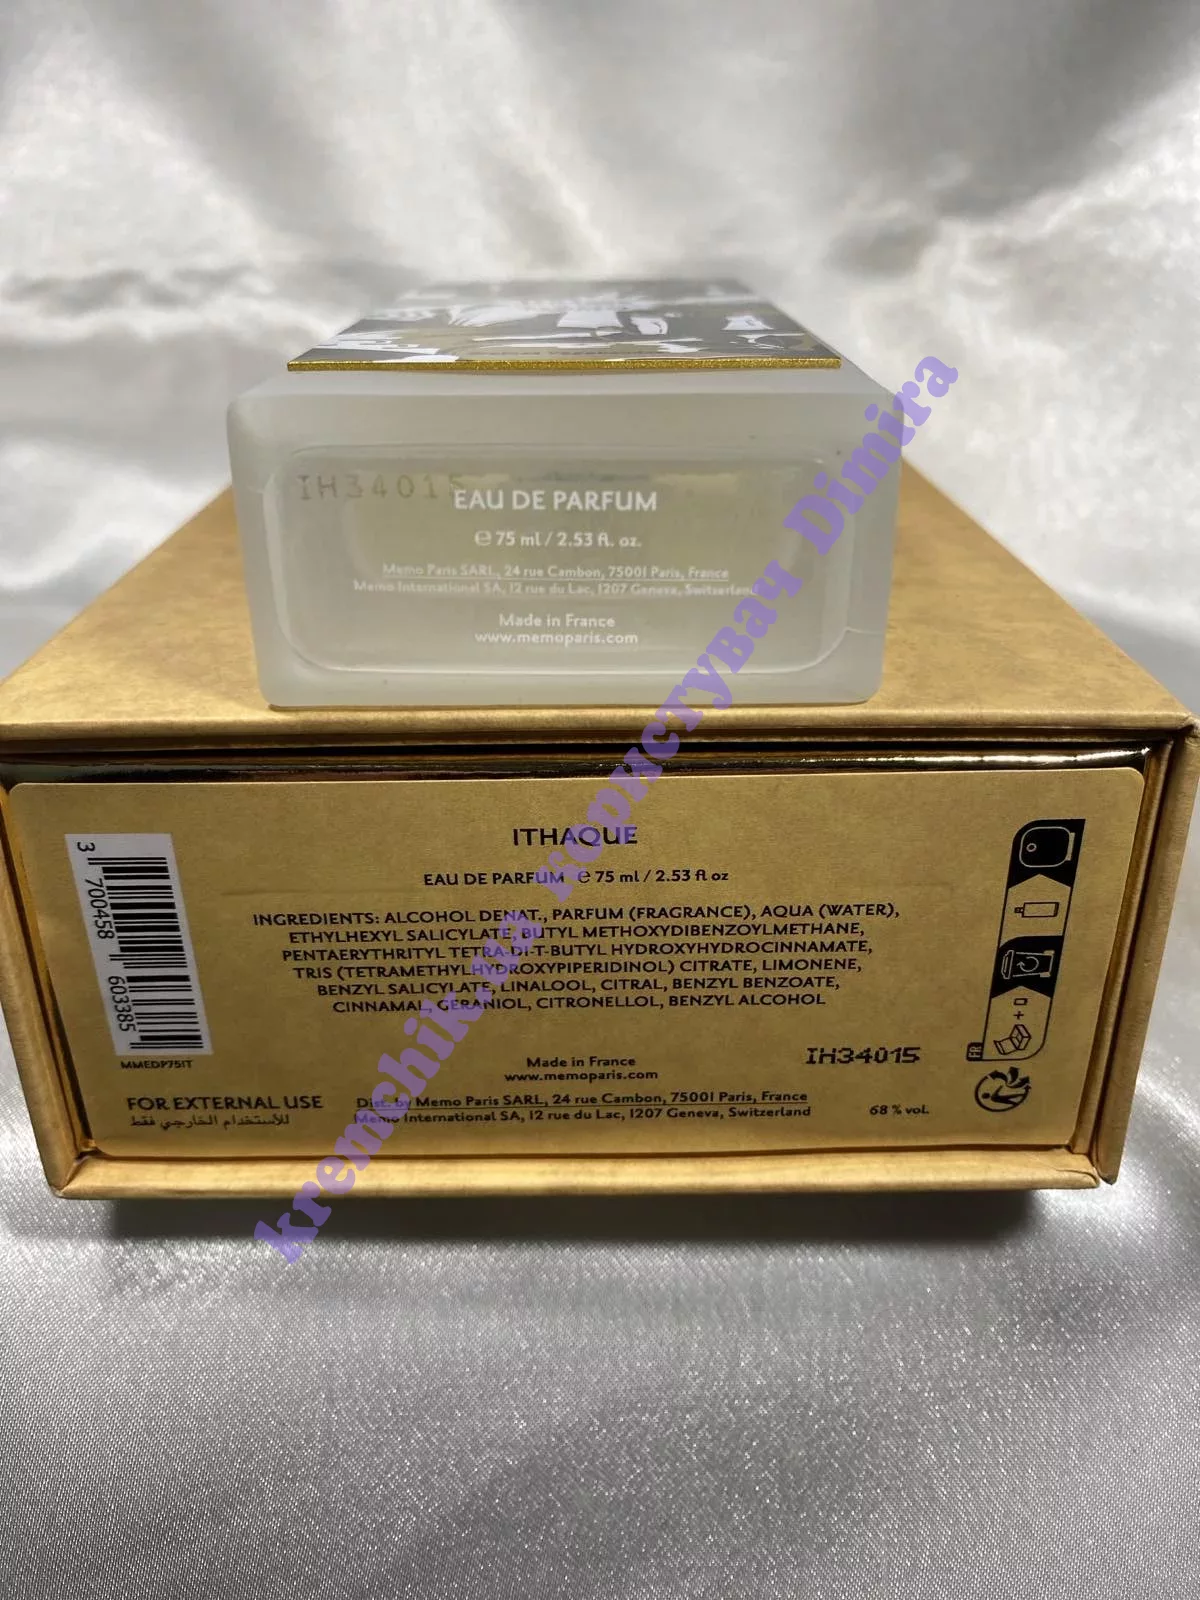 IH34015
EAU DE PARFUM
℮ 75 ml / 2.53 fl. oz.
Memo Paris SARL, 24 rue Cambon, 75001 Paris, France
Memo International SA, 12 rue du Lac, 1207 Geneva, Switzerland
Made in France
www.memoparis.com
ITHAQUE
EAU DE PARFUM ℮ 75 ml / 2.53 fl oz
INGREDIENTS: ALCOHOL DENAT., PARFUM (FRAGRANCE), AQUA (WATER),
ETHYLHEXYL SALICYLATE, BUTYL METHOXYDIBENZOYLMETHANE,
PENTAERYTHRITYL TETRA-DI-T-BUTYL HYDROXYHYDROCINNAMATE,
TRIS (TETRAMETHYLHYDROXYPIPERIDINOL) CITRATE, LIMONENE,
BENZYL SALICYLATE, LINALOOL, CITRAL, BENZYL BENZOATE,
CINNAMAL, GERANIOL, CITRONELLOL, BENZYL ALCOHOL
3 700458 603385
MMEDP75IT
Made in France
www.memoparis.com
IH34015
FR
FOR EXTERNAL USE
للاستخدام الخارجي فقط
Dist. by Memo Paris SARL, 24 rue Cambon, 75001 Paris, France
Memo International SA, 12 rue du Lac, 1207 Geneva, Switzerland
68 % vol.